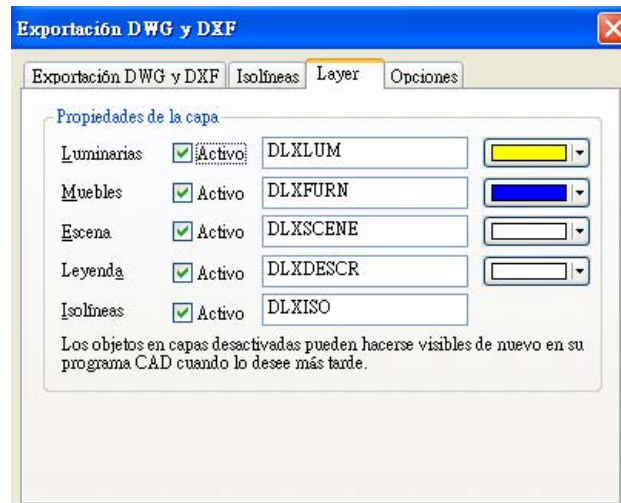 Exportación DWG y DXF
Exportación DWG y DXF Isolíneas Layer Opciones
Propiedades de la capa
Luminarias Activo DLXLUM
Muebles Activo DLXFURN
Escena Activo DLXSCENE
Leyenda Activo DLXDESCR
Isolíneas Activo DLXISO
Los objetos en capas desactivadas pueden hacerse visibles de nuevo en su
programa CAD cuando lo desee más tarde.